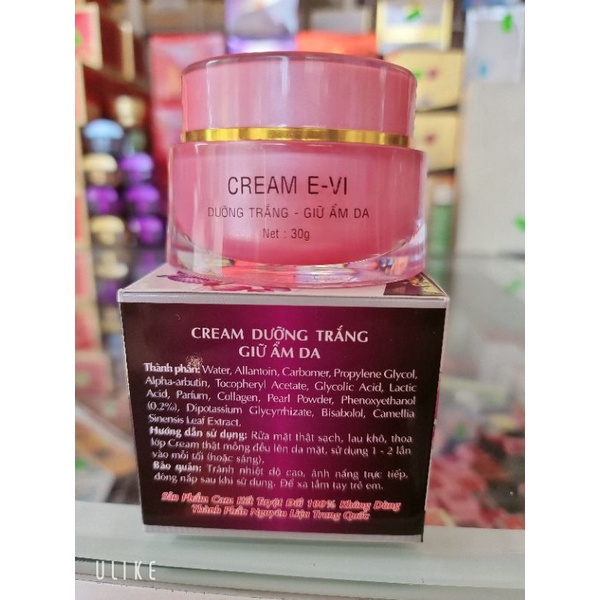 CREAM E-VI
DƯỠNG TRẮNG - GIỮ ẨM DA
Net : 30g
CREAM DƯỠNG TRẮNG
GIỮ ẨM DA
Thành phần: Water, Allantoin, Carbomer, Propylene Glycol,
Alpha-arbutin, Tocopheryl Acetate, Glycolic Acid, Lactic
Acid, Parfum, Collagen, Pearl Powder, Phenoxyethanol
(0.2%), Dipotassium Glycyrrhizate, Bisabolol, Camellia
Sinensis Leaf Extract.
Hướng dẫn sử dụng: Rửa mặt thật sạch, lau khô, thoa
lớp Cream thật mỏng đều lên da mặt, sử dụng 1 - 2 lần
vào mỗi tối (hoặc sáng).
Bảo quản: Tránh nhiệt độ cao, ánh nắng trực tiếp,
đóng nắp sau khi sử dụng. Để xa tầm tay trẻ em.
Sản Phẩm Cam Kết Tuyệt Đối 100% Không Dùng
Thành Phần Nguyên Liệu Trung Quốc
ULIKE